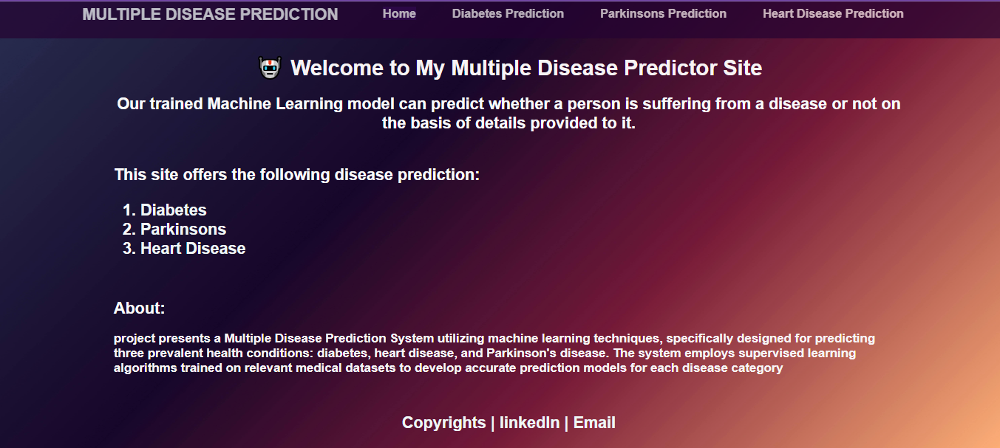 MULTIPLE DISEASE PREDICTION Home Diabetes Prediction Parkinsons Prediction Heart Disease Prediction
Welcome to My Multiple Disease Predictor Site
Our trained Machine Learning model can predict whether a person is suffering from a disease or not on
the basis of details provided to it.
This site offers the following disease prediction:
1. Diabetes
2. Parkinsons
3. Heart Disease
About:
project presents a Multiple Disease Prediction System utilizing machine learning techniques, specifically designed for predicting
three prevalent health conditions: diabetes, heart disease, and Parkinson's disease. The system employs supervised learning
algorithms trained on relevant medical datasets to develop accurate prediction models for each disease category
Copyrights | linkedIn | Email